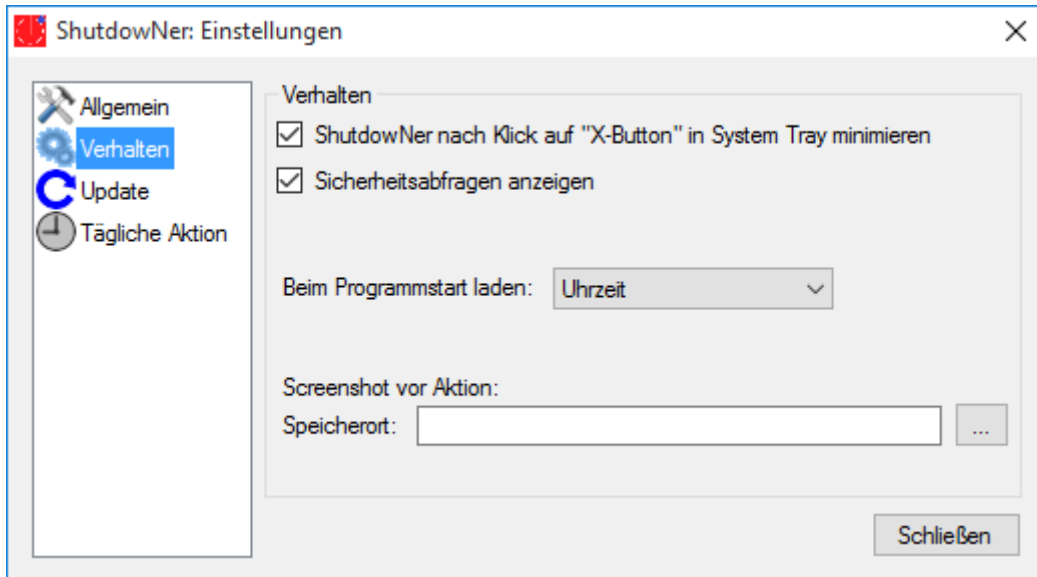 ShutdowNer: Einstellungen
Allgemein
Verhalten
Update
Tägliche Aktion
Verhalten
ShutdowNer nach Klick auf "X-Button" in System Tray minimieren
Sicherheitsabfragen anzeigen
Beim Programmstart laden: Uhrzeit
Screenshot vor Aktion:
Speicherort: ...
Schließen